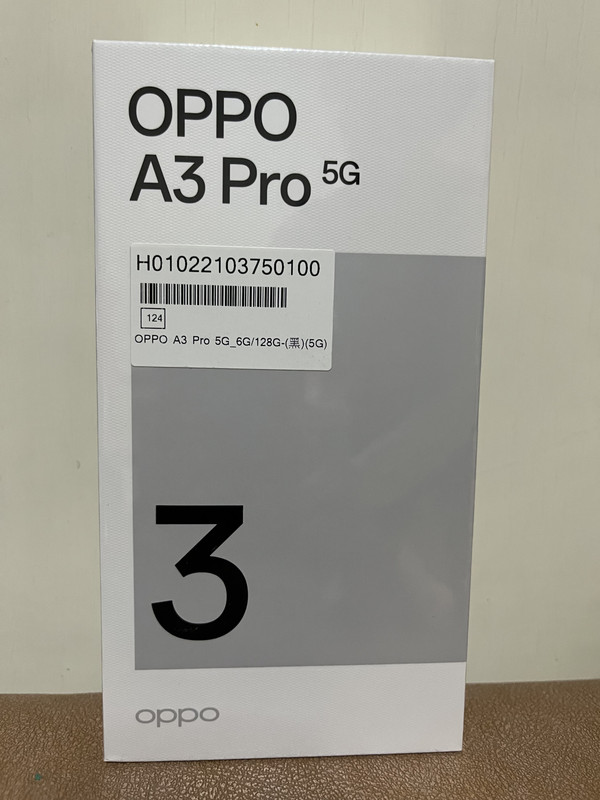 OPPO
A3 Pro 5G
H01022103750100
124
OPPO A3 Pro 5G_6G/128G-(黑)(5G)
3
oppo